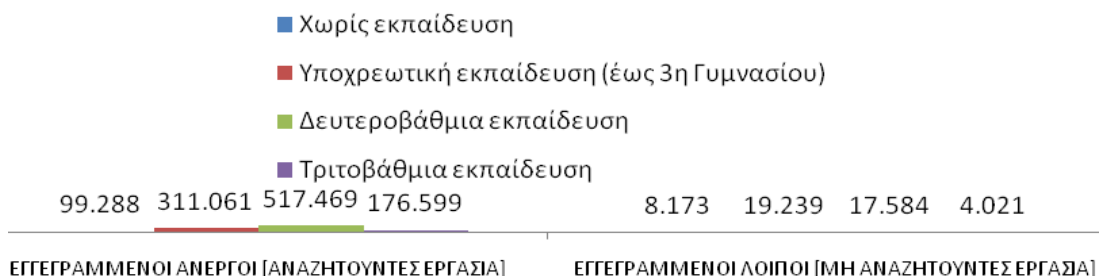 Χωρίς εκπαίδευση
Υποχρεωτική εκπαίδευση (έως 3η Γυμνασίου)
Δευτεροβάθμια εκπαίδευση
Τριτοβάθμια εκπαίδευση
99.288 311.061 517.469 176.599 8.173 19.239 17.584 4.021
ΕΓΓΕΓΡΑΜΜΕΝΟΙ ΑΝΕΡΓΟΙ [ΑΝΑΖΗΤΟΥΝΤΕΣ ΕΡΓΑΣΙΑ] ΕΓΓΕΓΡΑΜΜΕΝΟΙ ΛΟΙΠΟΙ [ΜΗ ΑΝΑΖΗΤΟΥΝΤΕΣ ΕΡΓΑΣΙΑ]